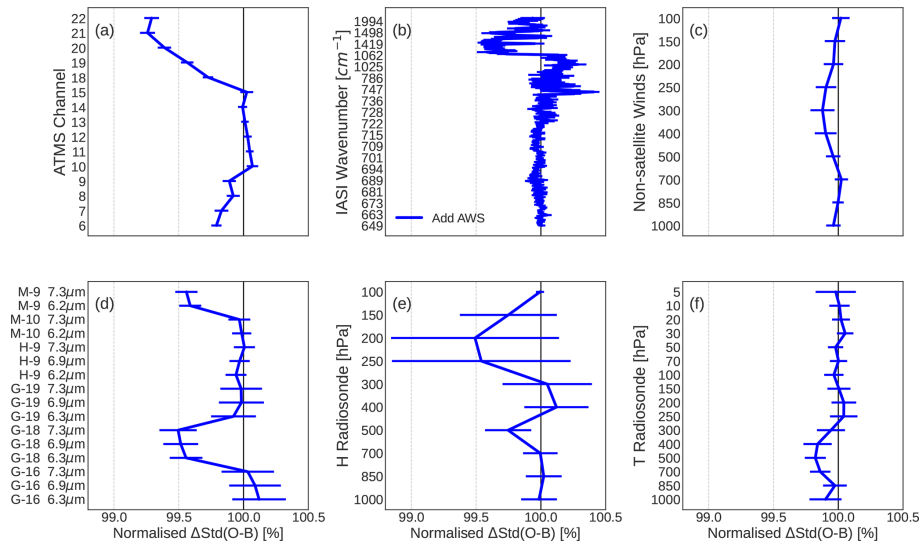 (a)
ATMS Channel
22
21
20
19
18
15
14
13
12
11
10
9
8
7
6
(b)
IASI Wavenumber [cm⁻¹]
1994
1498
1419
1062
1025
786
747
736
728
722
715
709
701
694
689
681
673
663
649
Add AWS
(c)
Non-satellite Winds [hPa]
100
150
200
250
300
400
500
700
850
1000
(d)
M-9 7.3μm
M-9 6.2μm
M-10 7.3μm
M-10 6.2μm
H-9 7.3μm
H-9 6.9μm
H-9 6.2μm
G-19 7.3μm
G-19 6.9μm
G-19 6.3μm
G-18 7.3μm
G-18 6.9μm
G-18 6.3μm
G-16 7.3μm
G-16 6.9μm
G-16 6.3μm
99.0 99.5 100.0 100.5
Normalised ΔStd(O-B) [%]
(e)
H Radiosonde [hPa]
100
150
200
250
300
400
500
700
850
1000
99.0 99.5 100.0 100.5
Normalised ΔStd(O-B) [%]
(f)
T Radiosonde [hPa]
5
10
20
30
50
70
100
150
200
250
300
400
500
700
850
1000
99.0 99.5 100.0 100.5
Normalised ΔStd(O-B) [%]